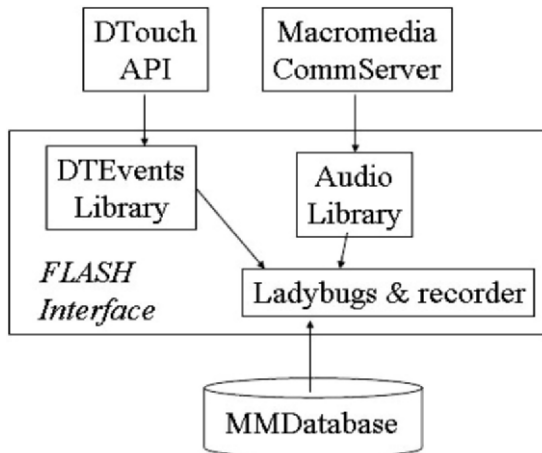 DTouch
API
Macromedia
CommServer
DTEvents
Library
Audio
Library
FLASH
Interface
Ladybugs & recorder
MMDatabase